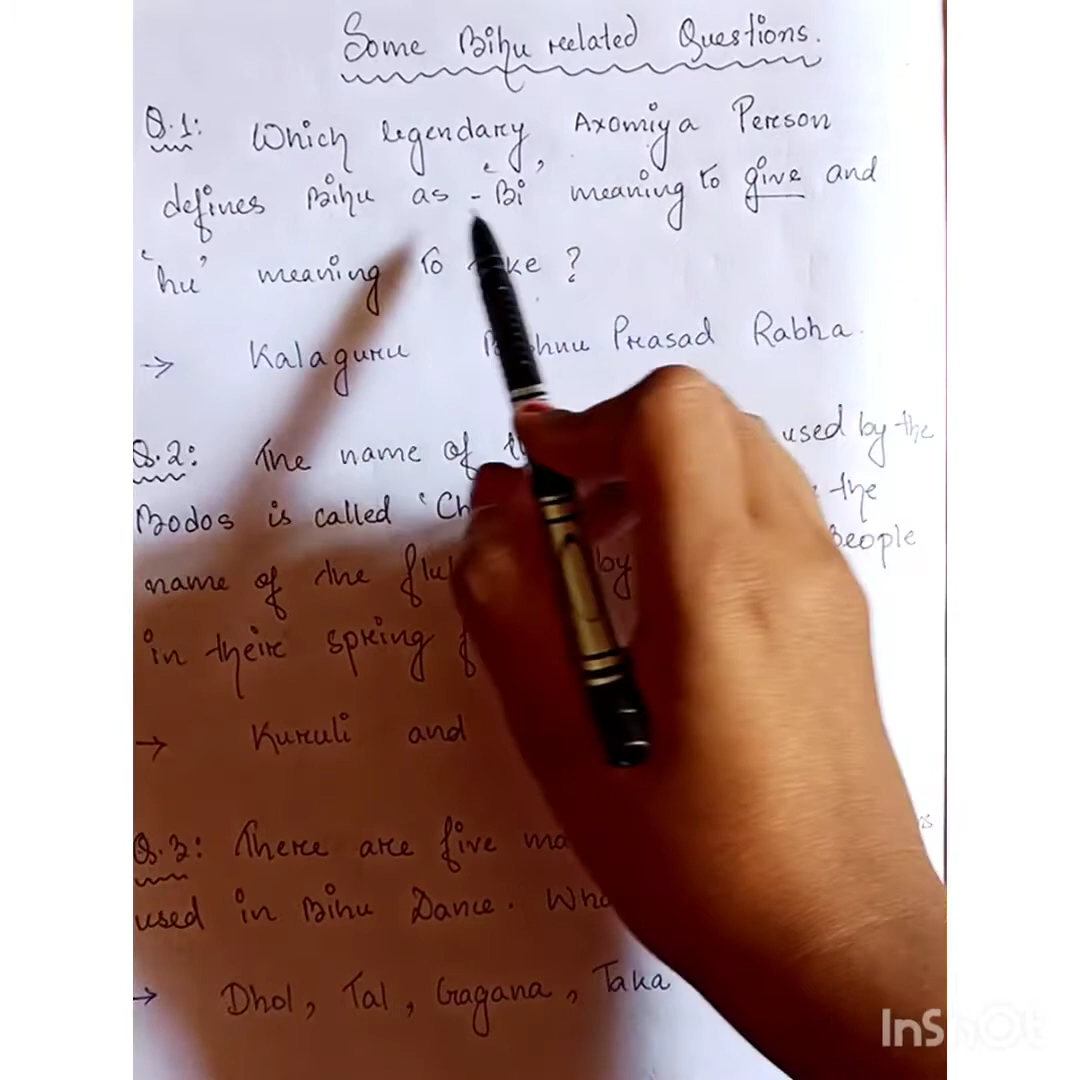 Some Bihu related Questions.
Q.1: Which legendary, Axomiya Person
defines Bihu as - 'Bi' meaning to give and
'hu' meaning to take ?
→ Kalaguru Prasad Rabha.
Q.2: The name of used by the
Bodos is called the
name of the by people
in their spring
→ Kuruli and
Q.3: There are five
used in Bihu Dance.
→ Dhol, Tal, Gagana, Taka
InShOt